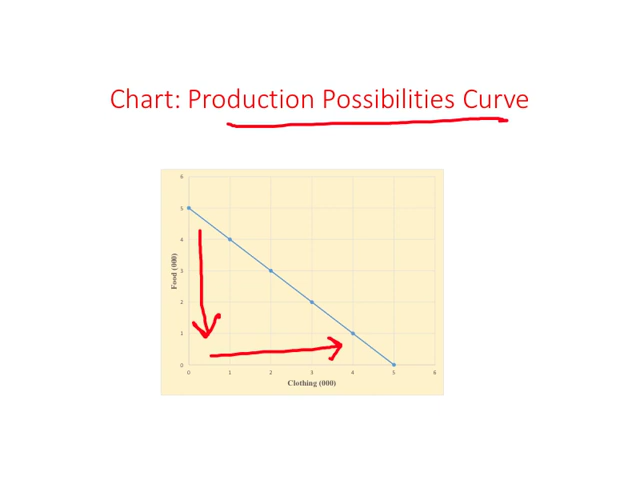 Chart: Production Possibilities Curve
6
5
4
3
2
1
0
Food (000)
0 1 2 3 4 5 6
Clothing (000)